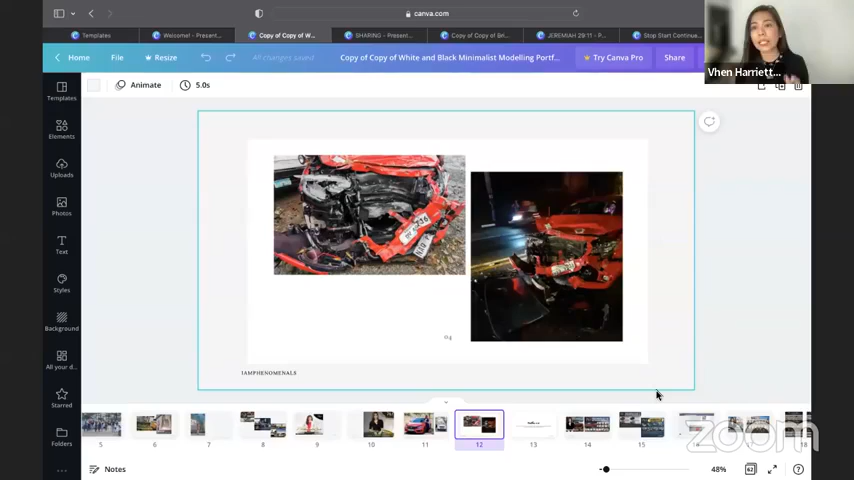 canva.com
Templates
Welcome! - Present...
Copy of Copy of W...
SHARING - Present...
Copy of Copy of Bri...
JEREMIAH 29:11 - P...
Stop Start Continue...
Home
File
Resize
All changes saved
Copy of Copy of White and Black Minimalist Modelling Portf...
Try Canva Pro
Share
Vhen Harriett...
Animate
5.0s
Templates
Elements
Uploads
Photos
Text
Styles
Background
All your d...
Starred
Folders
736
04
IAMPHENOMENALS
5
6
7
8
9
10
11
12
13
14
15
18
zoom
Notes
48%
62